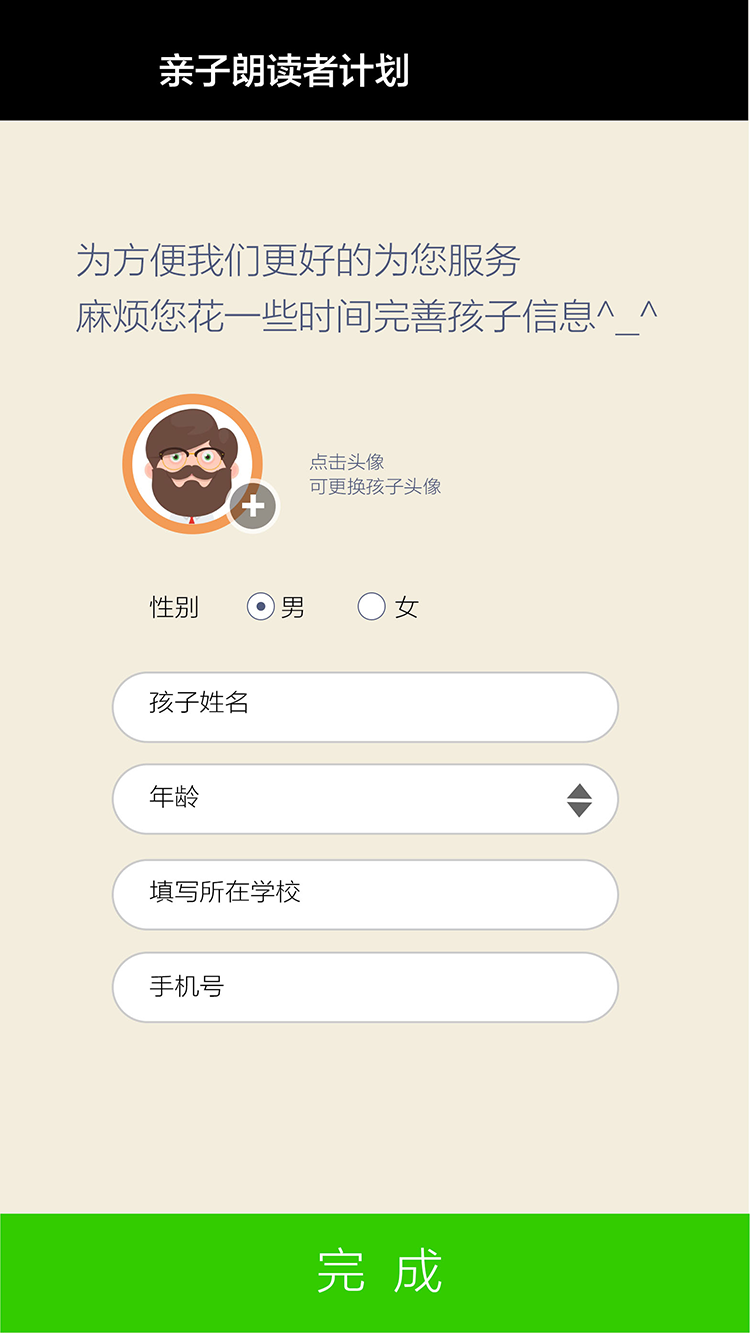 亲子朗读者计划
为方便我们更好的为您服务
麻烦您花一些时间完善孩子信息^_^
点击头像
可更换孩子头像
性别 男 女
孩子姓名
年龄
填写所在学校
手机号
完 成